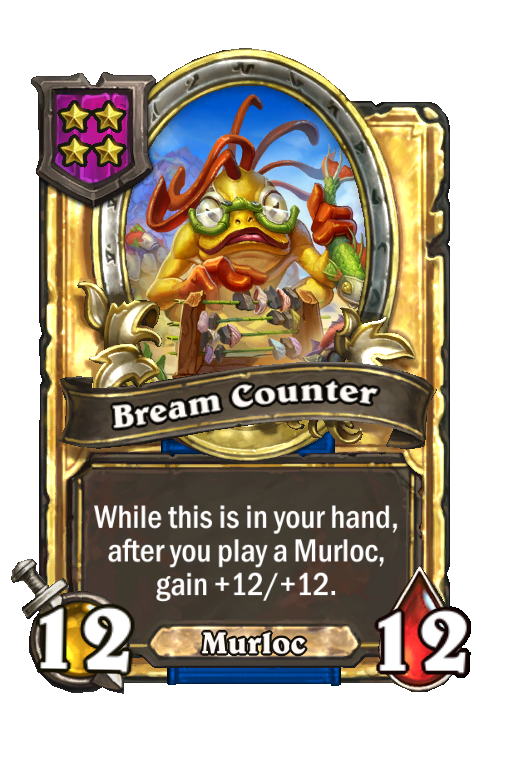 Bream Counter
While this is in your hand,
after you play a Murloc,
gain +12/+12.
12
Murloc
12